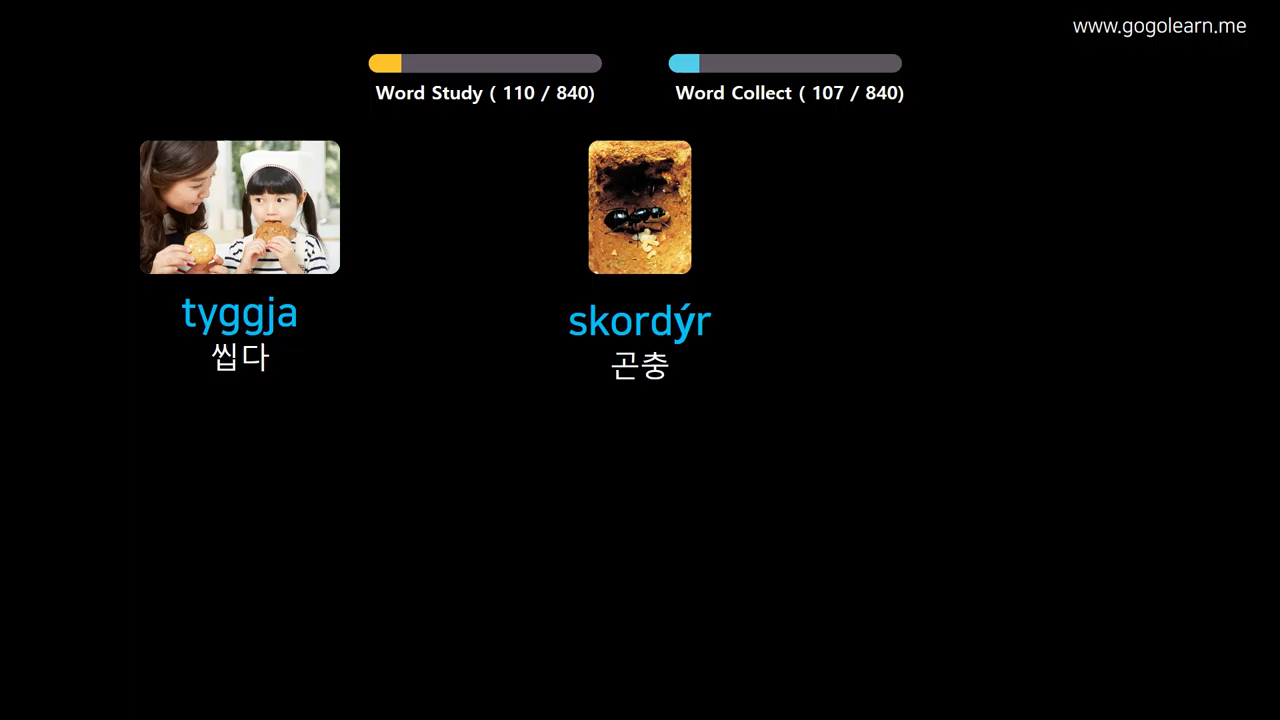 www.gogolearn.me
Word Study ( 110 / 840)
Word Collect ( 107 / 840)
tyggja
씹다
skordýr
곤충